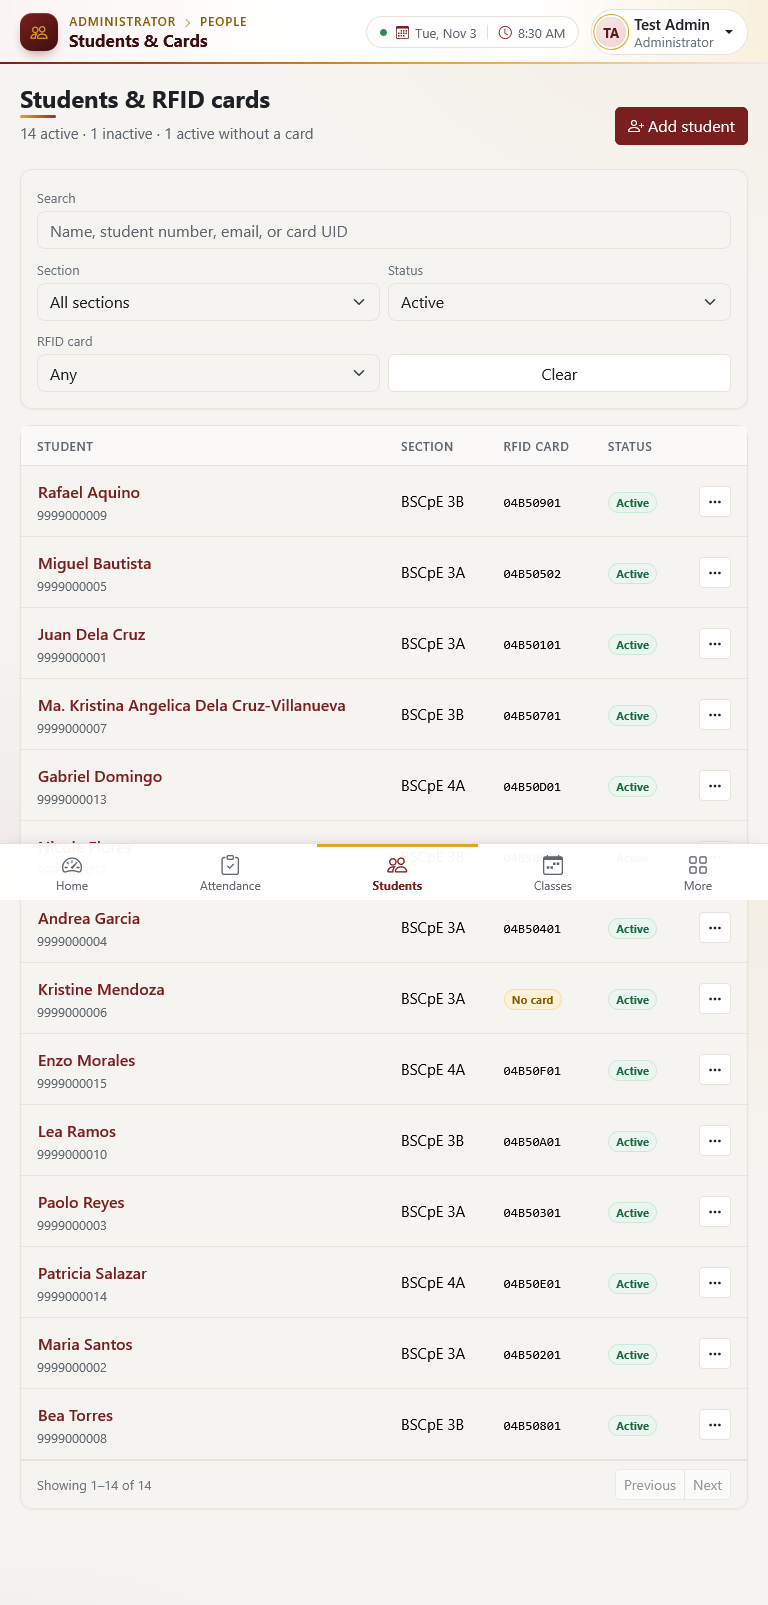 ADMINISTRATOR > PEOPLE
Students & Cards
Tue, Nov 3
8:30 AM
TA
Test Admin
Administrator
Students & RFID cards
14 active · 1 inactive · 1 active without a card
Add student
Search
Name, student number, email, or card UID
Section
Status
All sections
Active
RFID card
Any
Clear
STUDENT SECTION RFID CARD STATUS
Rafael Aquino
9999000009
BSCpE 3B 04B50901 Active
Miguel Bautista
9999000005
BSCpE 3A 04B50502 Active
Juan Dela Cruz
9999000001
BSCpE 3A 04B50101 Active
Ma. Kristina Angelica Dela Cruz-Villanueva
9999000007
BSCpE 3B 04B50701 Active
Gabriel Domingo
9999000013
BSCpE 4A 04B50D01 Active
Nicole Flores
BSCpE 3B
Active
Home
Attendance
Students
Classes
More
Andrea Garcia
9999000004
BSCpE 3A 04B50401 Active
Kristine Mendoza
9999000006
BSCpE 3A No card Active
Enzo Morales
9999000015
BSCpE 4A 04B50F01 Active
Lea Ramos
9999000010
BSCpE 3B 04B50A01 Active
Paolo Reyes
9999000003
BSCpE 3A 04B50301 Active
Patricia Salazar
9999000014
BSCpE 4A 04B50E01 Active
Maria Santos
9999000002
BSCpE 3A 04B50201 Active
Bea Torres
9999000008
BSCpE 3B 04B50801 Active
Showing 1–14 of 14
Previous
Next